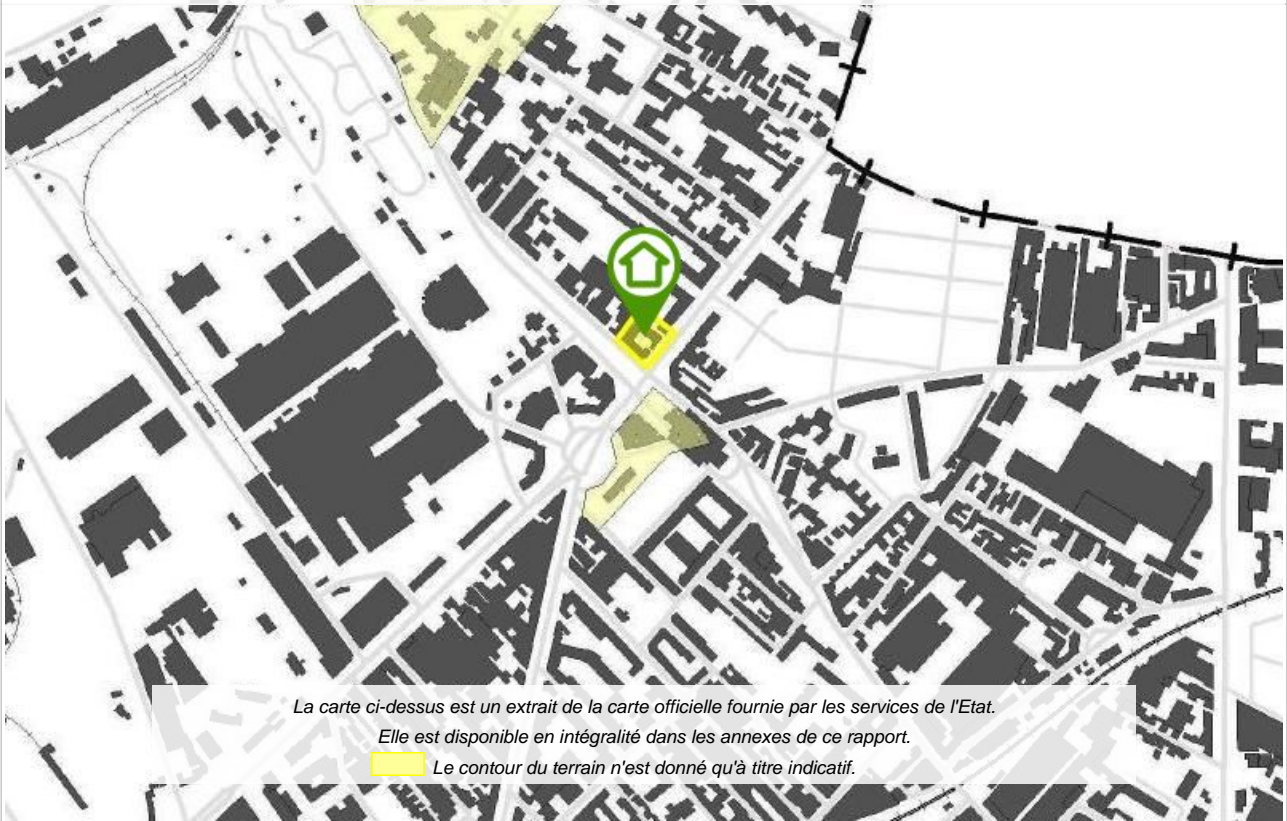 La carte ci-dessus est un extrait de la carte officielle fournie par les services de l'Etat.
Elle est disponible en intégralité dans les annexes de ce rapport.
Le contour du terrain n'est donné qu'à titre indicatif.